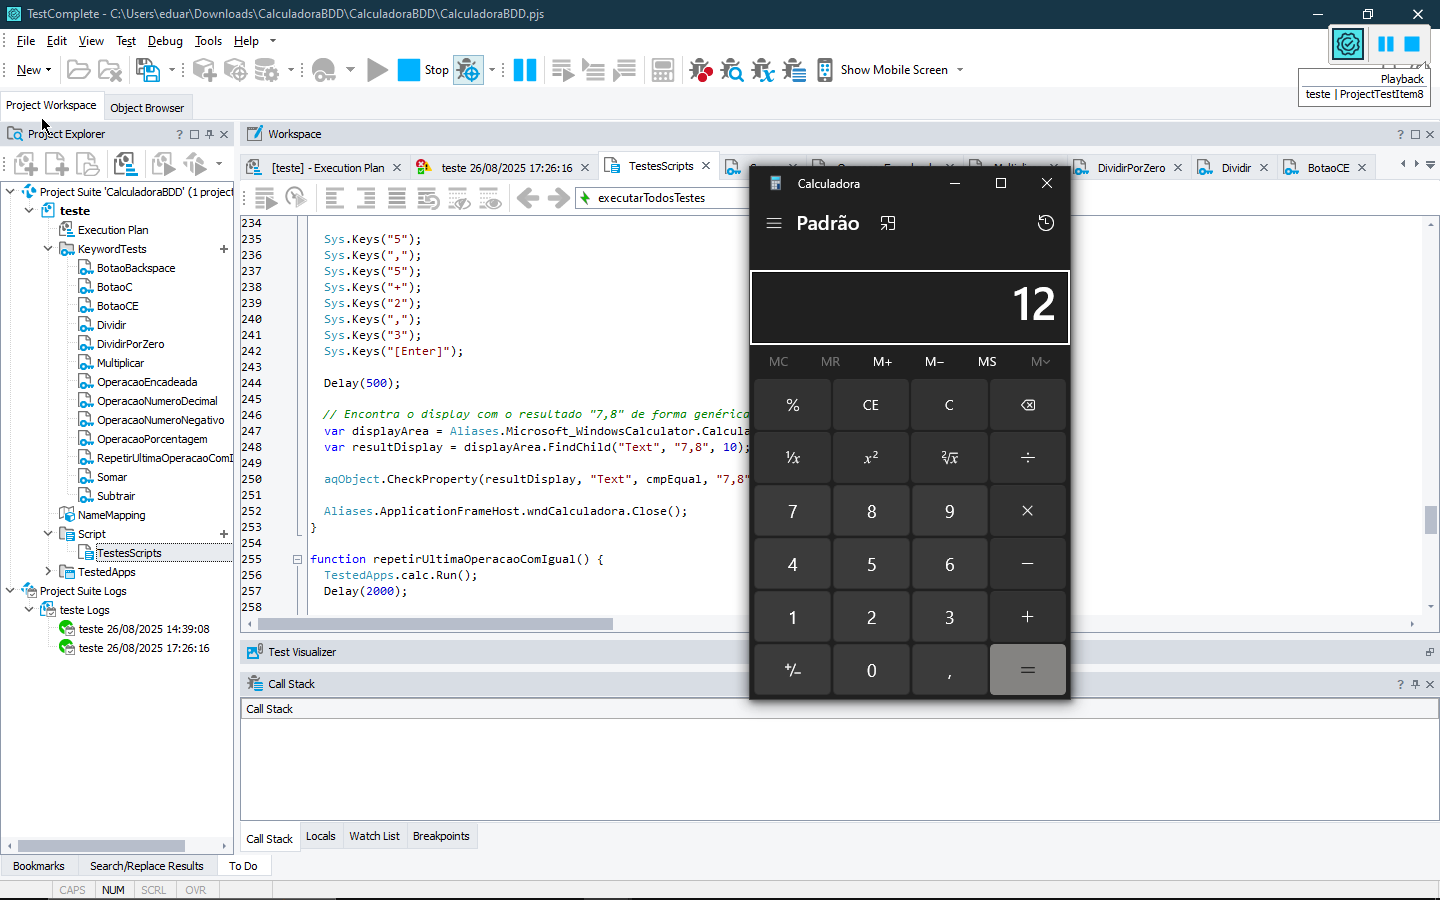 TestComplete - C:\Users\eduar\Downloads\CalculadoraBDD\CalculadoraBDD\CalculadoraBDD.pjs
File Edit View Test Debug Tools Help
New Stop Show Mobile Screen
Playback
teste | ProjectTestItem8
Project Workspace Object Browser
Project Explorer
Workspace
[teste] - Execution Plan teste 26/08/2025 17:26:16 TestesScripts DividirPorZero Dividir BotaoCE
executarTodosTestes
Project Suite 'CalculadoraBDD' (1 project
teste
Execution Plan
KeywordTests
BotaoBackspace
BotaoC
BotaoCE
Dividir
DividirPorZero
Multiplicar
OperacaoEncadeada
OperacaoNumeroDecimal
OperacaoNumeroNegativo
OperacaoPorcentagem
RepetirUltimaOperacaoComI
Somar
Subtrair
NameMapping
Script
TestesScripts
TestedApps
Project Suite Logs
teste Logs
teste 26/08/2025 14:39:08
teste 26/08/2025 17:26:16
234
235 Sys.Keys("5");
236 Sys.Keys(",");
237 Sys.Keys("5");
238 Sys.Keys("+");
239 Sys.Keys("2");
240 Sys.Keys(",");
241 Sys.Keys("3");
242 Sys.Keys("[Enter]");
243
244 Delay(500);
245
246 // Encontra o display com o resultado "7,8" de forma genérica
247 var displayArea = Aliases.Microsoft_WindowsCalculator.Calcula
248 var resultDisplay = displayArea.FindChild("Text", "7,8", 10);
249
250 aqObject.CheckProperty(resultDisplay, "Text", cmpEqual, "7,8"
251
252 Aliases.ApplicationFrameHost.wndCalculadora.Close();
253 }
254
255 function repetirUltimaOperacaoComIgual() {
256 TestedApps.calc.Run();
257 Delay(2000);
258
Calculadora
Padrão
12
MC MR M+ M− MS M
% CE C
¹⁄x x² ²√x ÷
7 8 9 ×
4 5 6 −
1 2 3 +
+/− 0 , =
Test Visualizer
Call Stack
Call Stack
Call Stack Locals Watch List Breakpoints
Bookmarks Search/Replace Results To Do
CAPS NUM SCRL OVR